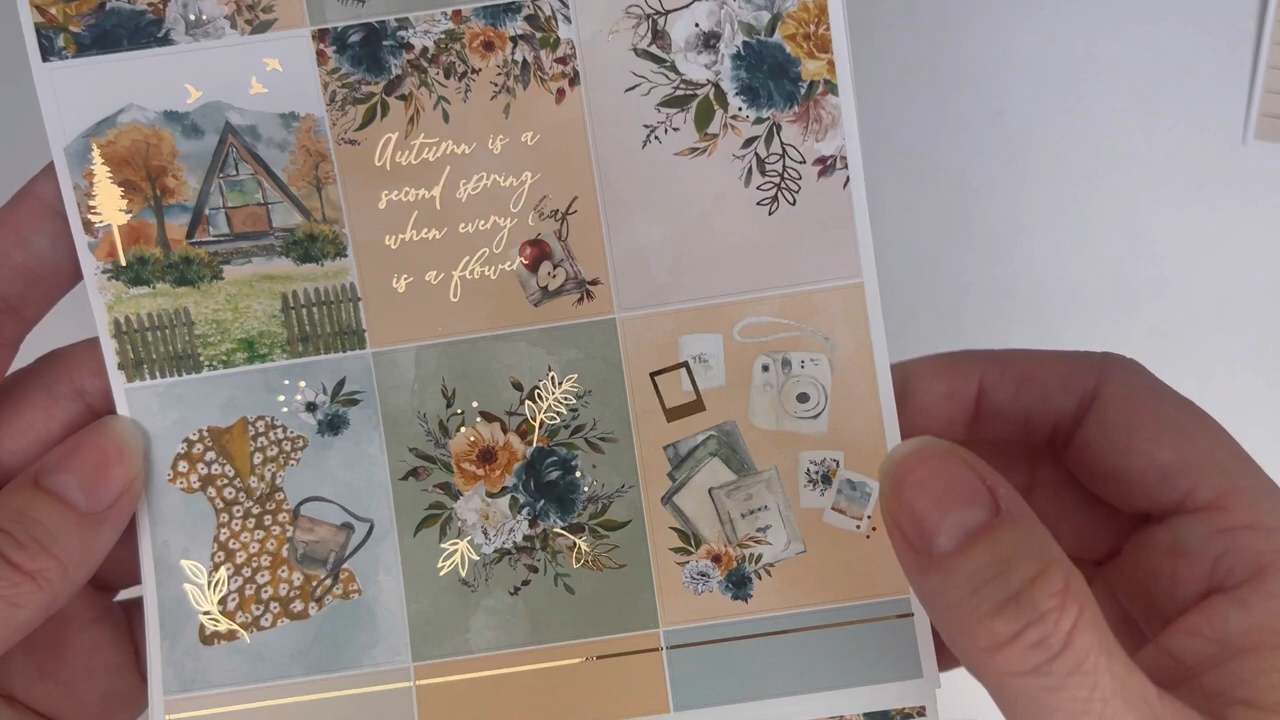 Autumn is a
second spring
when every leaf
is a flower